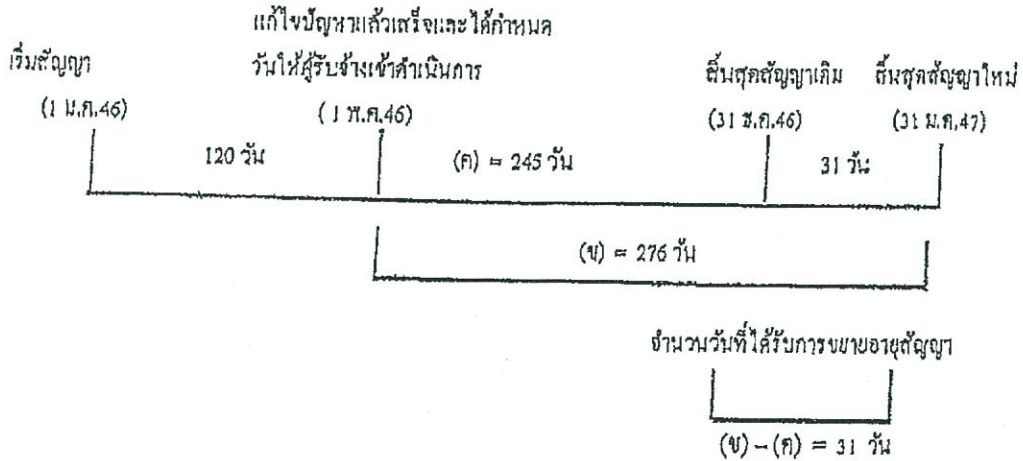 แก้ไขปัญหาแล้วเสร็จและได้กำหนด
เริ่มสัญญา วันให้ผู้รับจ้างเข้าดำเนินการ สิ้นสุดสัญญาเดิม สิ้นสุดสัญญาใหม่
(1 ม.ค.46) (1 พ.ค.46) (31 ธ.ค.46) (31 ม.ค.47)
120 วัน (ค) = 245 วัน 31 วัน
(ข) = 276 วัน
จำนวนวันที่ได้รับการขยายอายุสัญญา
(ข) – (ค) = 31 วัน